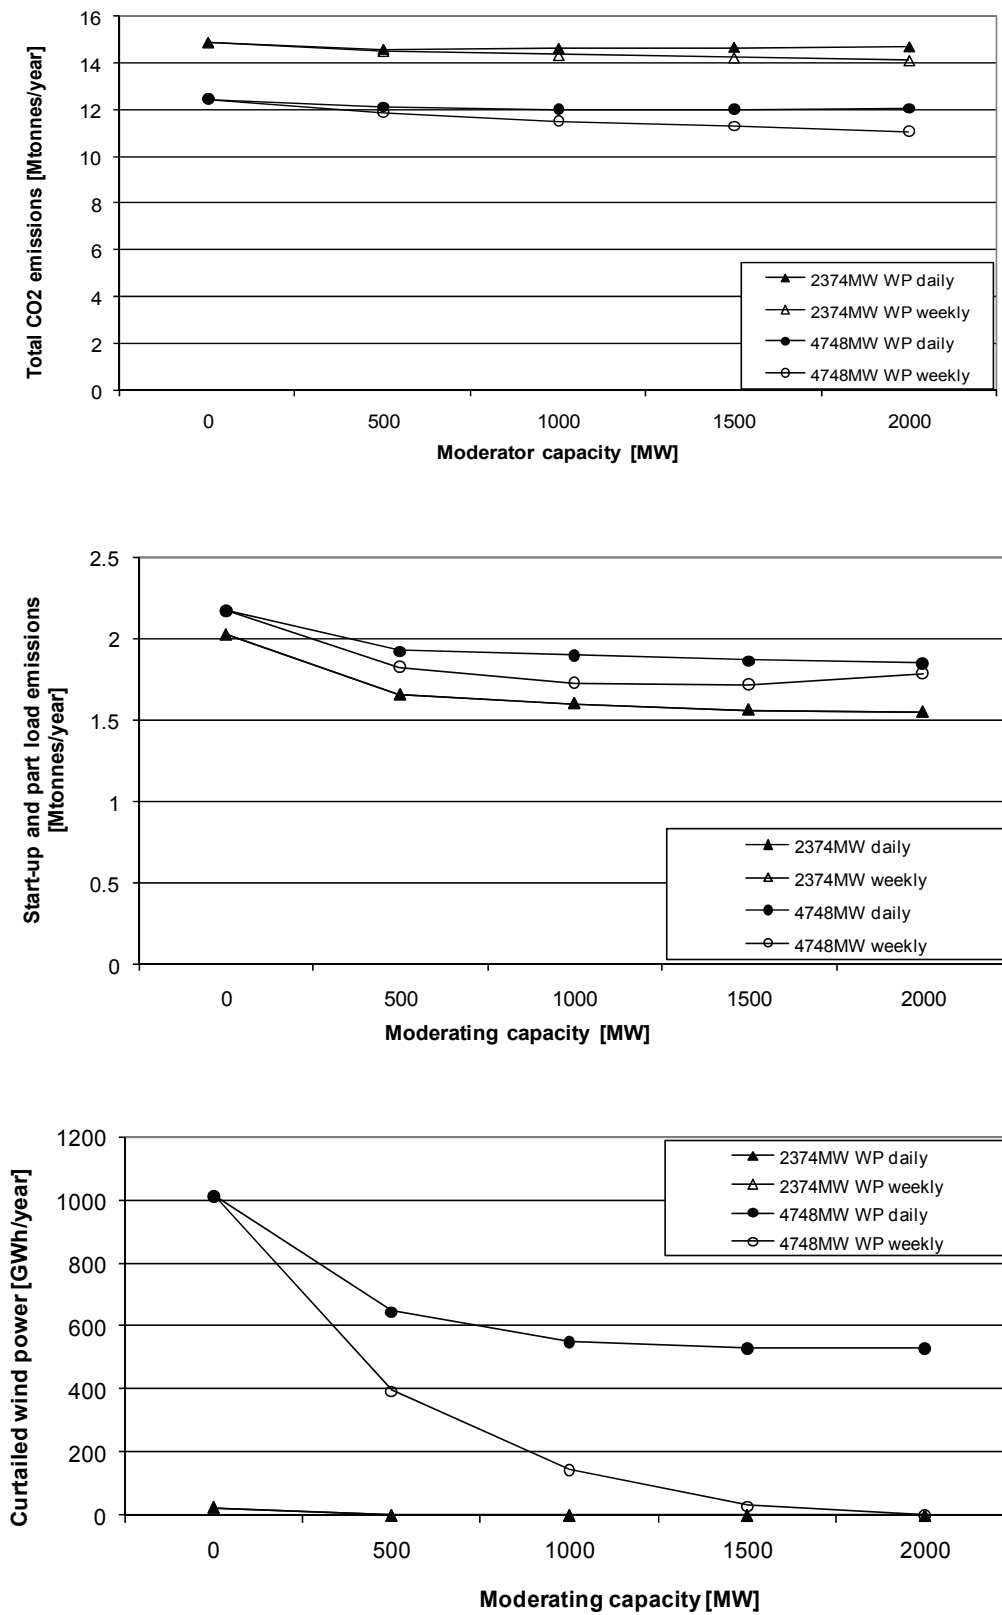 Total CO2 emissions [Mtonnes/year]
16
14
12
10
8
6
4
2
0
2374MW WP daily
2374MW WP weekly
4748MW WP daily
4748MW WP weekly
0 500 1000 1500 2000
Moderator capacity [MW]
Start-up and part load emissions
[Mtonnes/year]
2.5
2
1.5
1
0.5
0
2374MW daily
2374MW weekly
4748MW daily
4748MW weekly
0 500 1000 1500 2000
Moderating capacity [MW]
Curtailed wind power [GWh/year]
1200
1000
800
600
400
200
0
2374MW WP daily
2374MW WP weekly
4748MW WP daily
4748MW WP weekly
0 500 1000 1500 2000
Moderating capacity [MW]